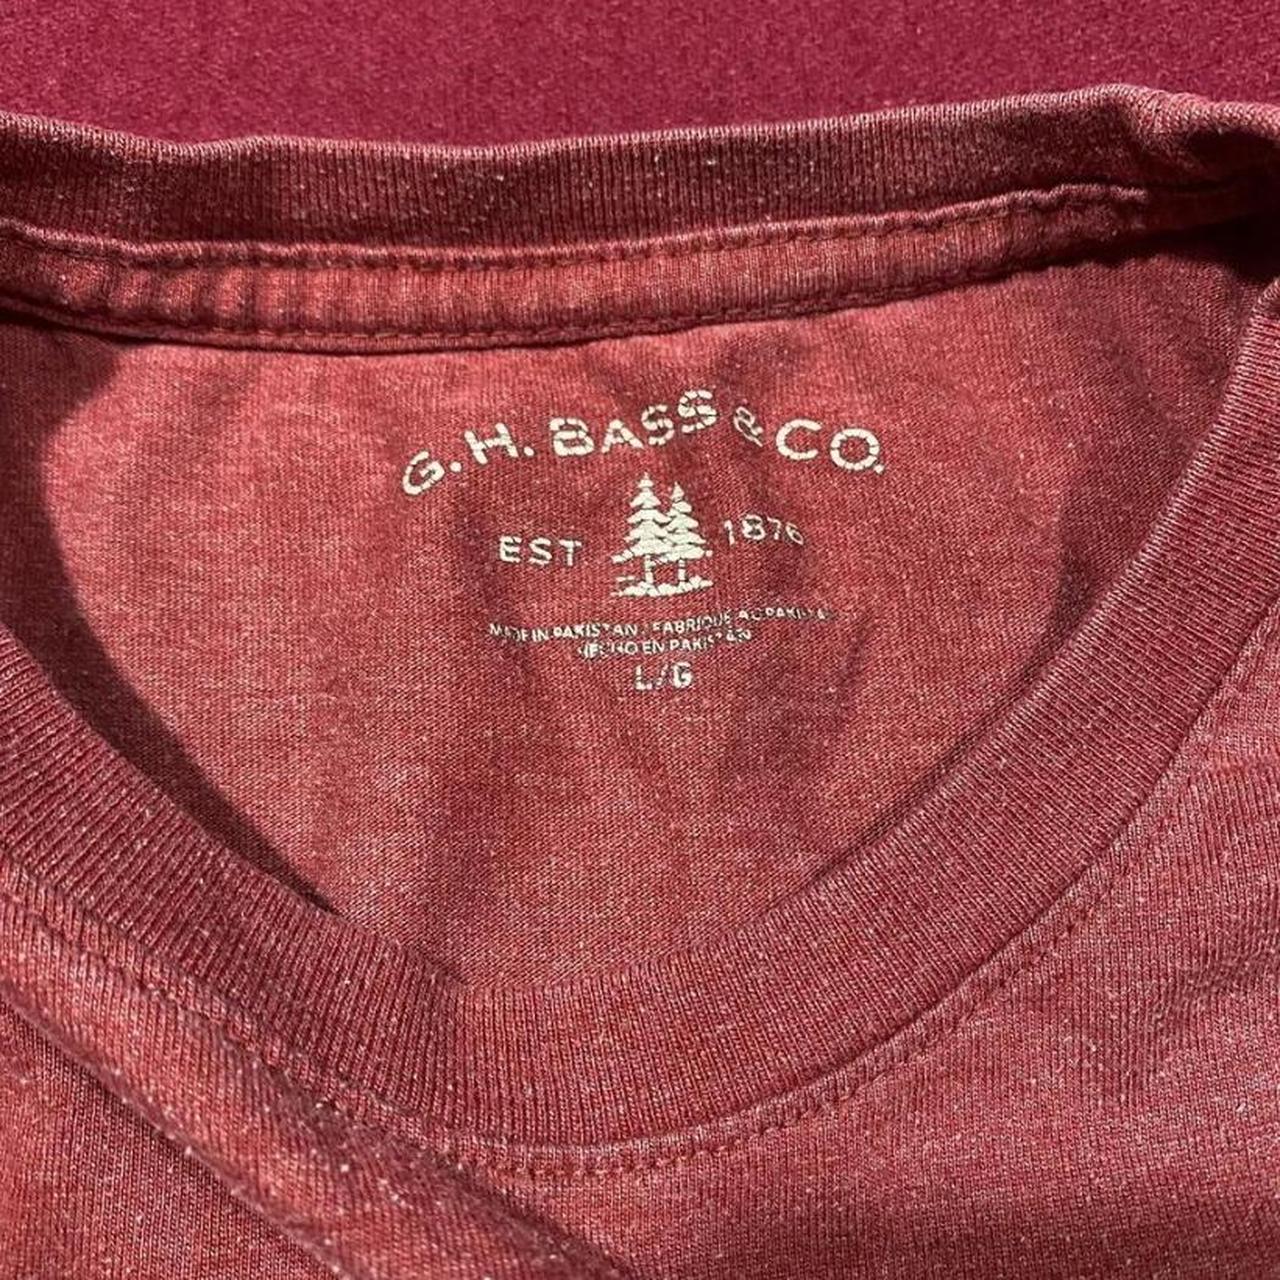 G.H. BASS & CO.
EST 1876
MADE IN PAKISTAN / FABRIQUE AU PAKISTAN
HECHO EN PAKISTAN
L/G